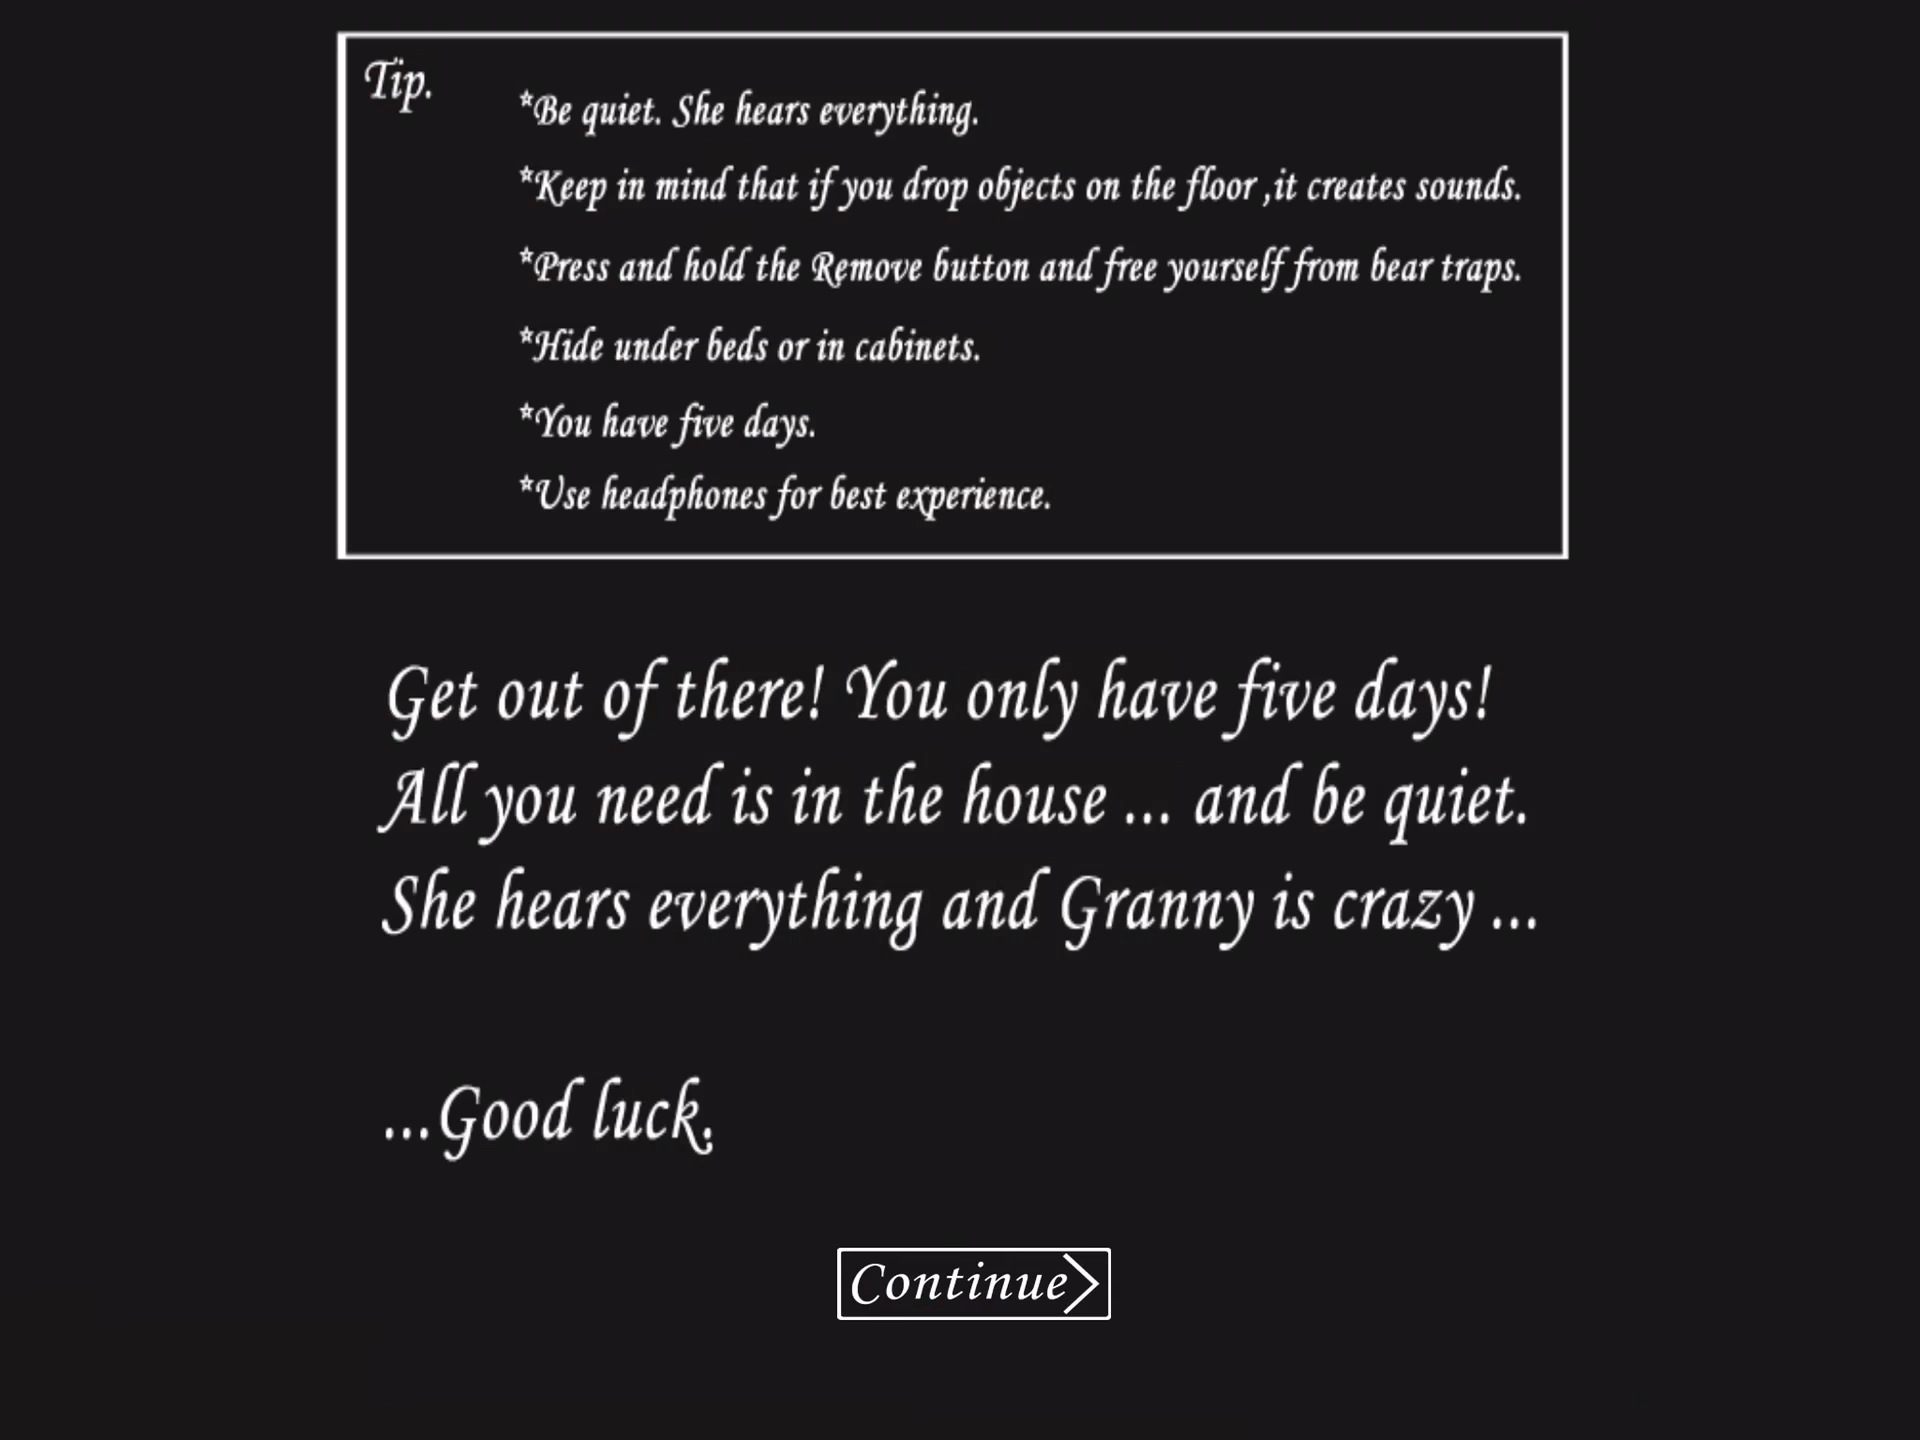 Tip.
*Be quiet. She hears everything.
*Keep in mind that if you drop objects on the floor ,it creates sounds.
*Press and hold the Remove button and free yourself from bear traps.
*Hide under beds or in cabinets.
*You have five days.
*Use headphones for best experience.
Get out of there! You only have five days!
All you need is in the house ... and be quiet.
She hears everything and Granny is crazy ...
...Good luck.
Continue>